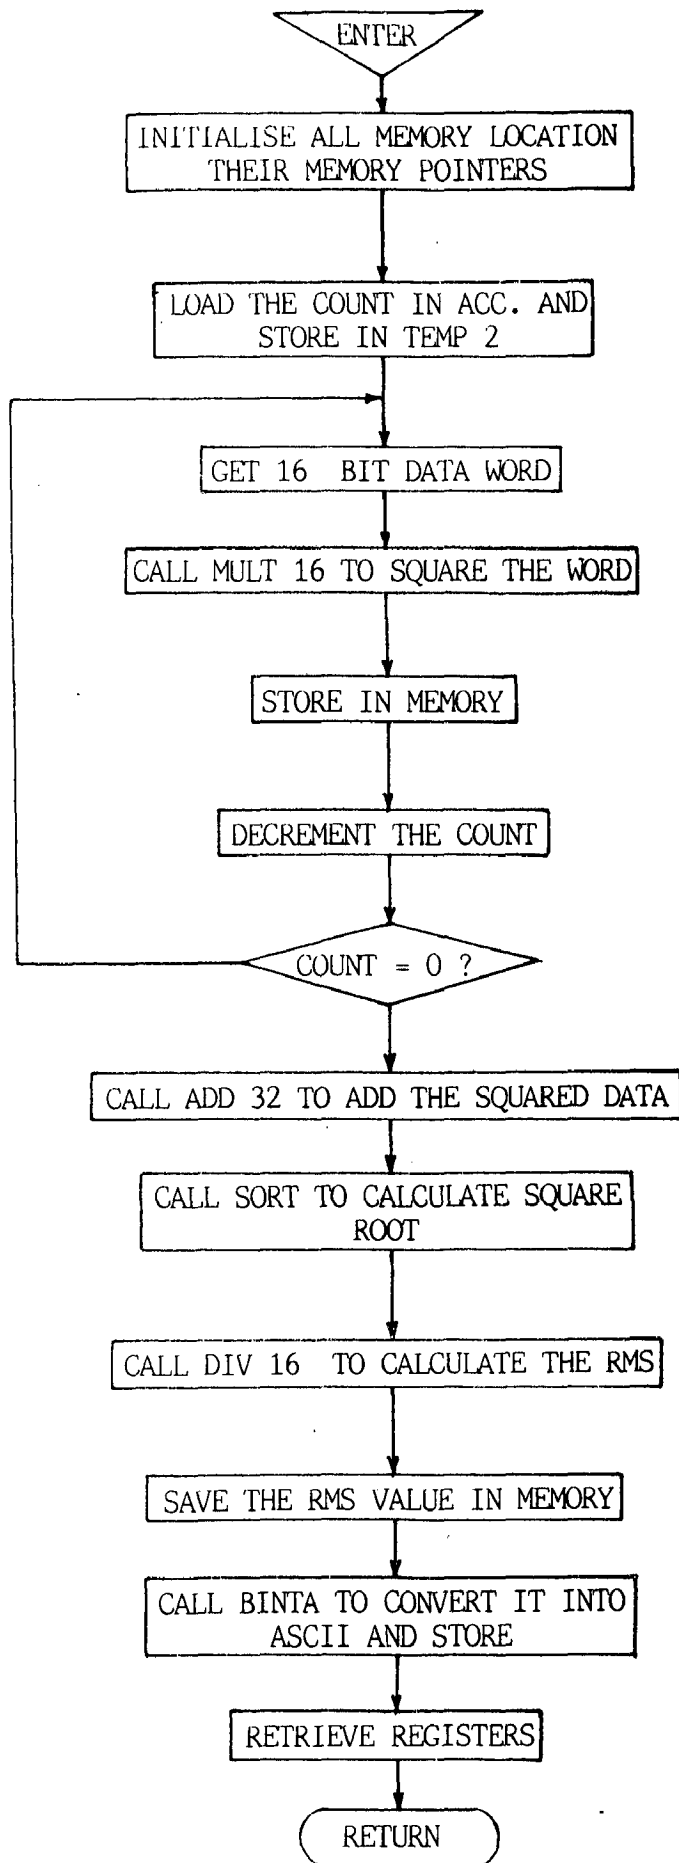 ENTER
INITIALISE ALL MEMORY LOCATION
THEIR MEMORY POINTERS
LOAD THE COUNT IN ACC. AND
STORE IN TEMP 2
GET 16 BIT DATA WORD
CALL MULT 16 TO SQUARE THE WORD
STORE IN MEMORY
DECREMENT THE COUNT
COUNT = 0 ?
CALL ADD 32 TO ADD THE SQUARED DATA
CALL SORT TO CALCULATE SQUARE
ROOT
CALL DIV 16 TO CALCULATE THE RMS
SAVE THE RMS VALUE IN MEMORY
CALL BINTA TO CONVERT IT INTO
ASCII AND STORE
RETRIEVE REGISTERS
RETURN